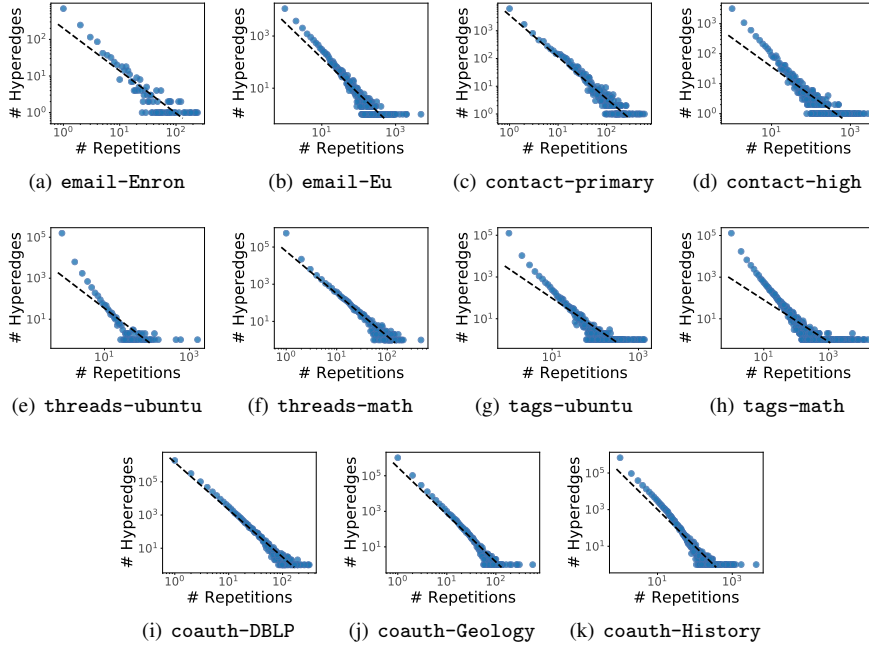 # Hyperedges
10^2
10^1
10^0
10^0
10^1
10^2
# Repetitions
(a) email-Enron
# Hyperedges
10^3
10^1
10^1
10^3
# Repetitions
(b) email-Eu
# Hyperedges
10^3
10^2
10^1
10^0
10^0
10^1
10^2
# Repetitions
(c) contact-primary
# Hyperedges
10^3
10^2
10^1
10^0
10^1
10^3
# Repetitions
(d) contact-high
# Hyperedges
10^5
10^3
10^1
10^1
10^3
# Repetitions
(e) threads-ubuntu
# Hyperedges
10^5
10^3
10^1
10^0
10^1
10^2
# Repetitions
(f) threads-math
# Hyperedges
10^5
10^3
10^1
10^1
10^3
# Repetitions
(g) tags-ubuntu
# Hyperedges
10^5
10^3
10^1
10^1
10^3
# Repetitions
(h) tags-math
# Hyperedges
10^5
10^3
10^1
10^0
10^1
10^2
# Repetitions
(i) coauth-DBLP
# Hyperedges
10^5
10^3
10^1
10^0
10^1
10^2
# Repetitions
(j) coauth-Geology
# Hyperedges
10^5
10^3
10^1
10^1
10^3
# Repetitions
(k) coauth-History